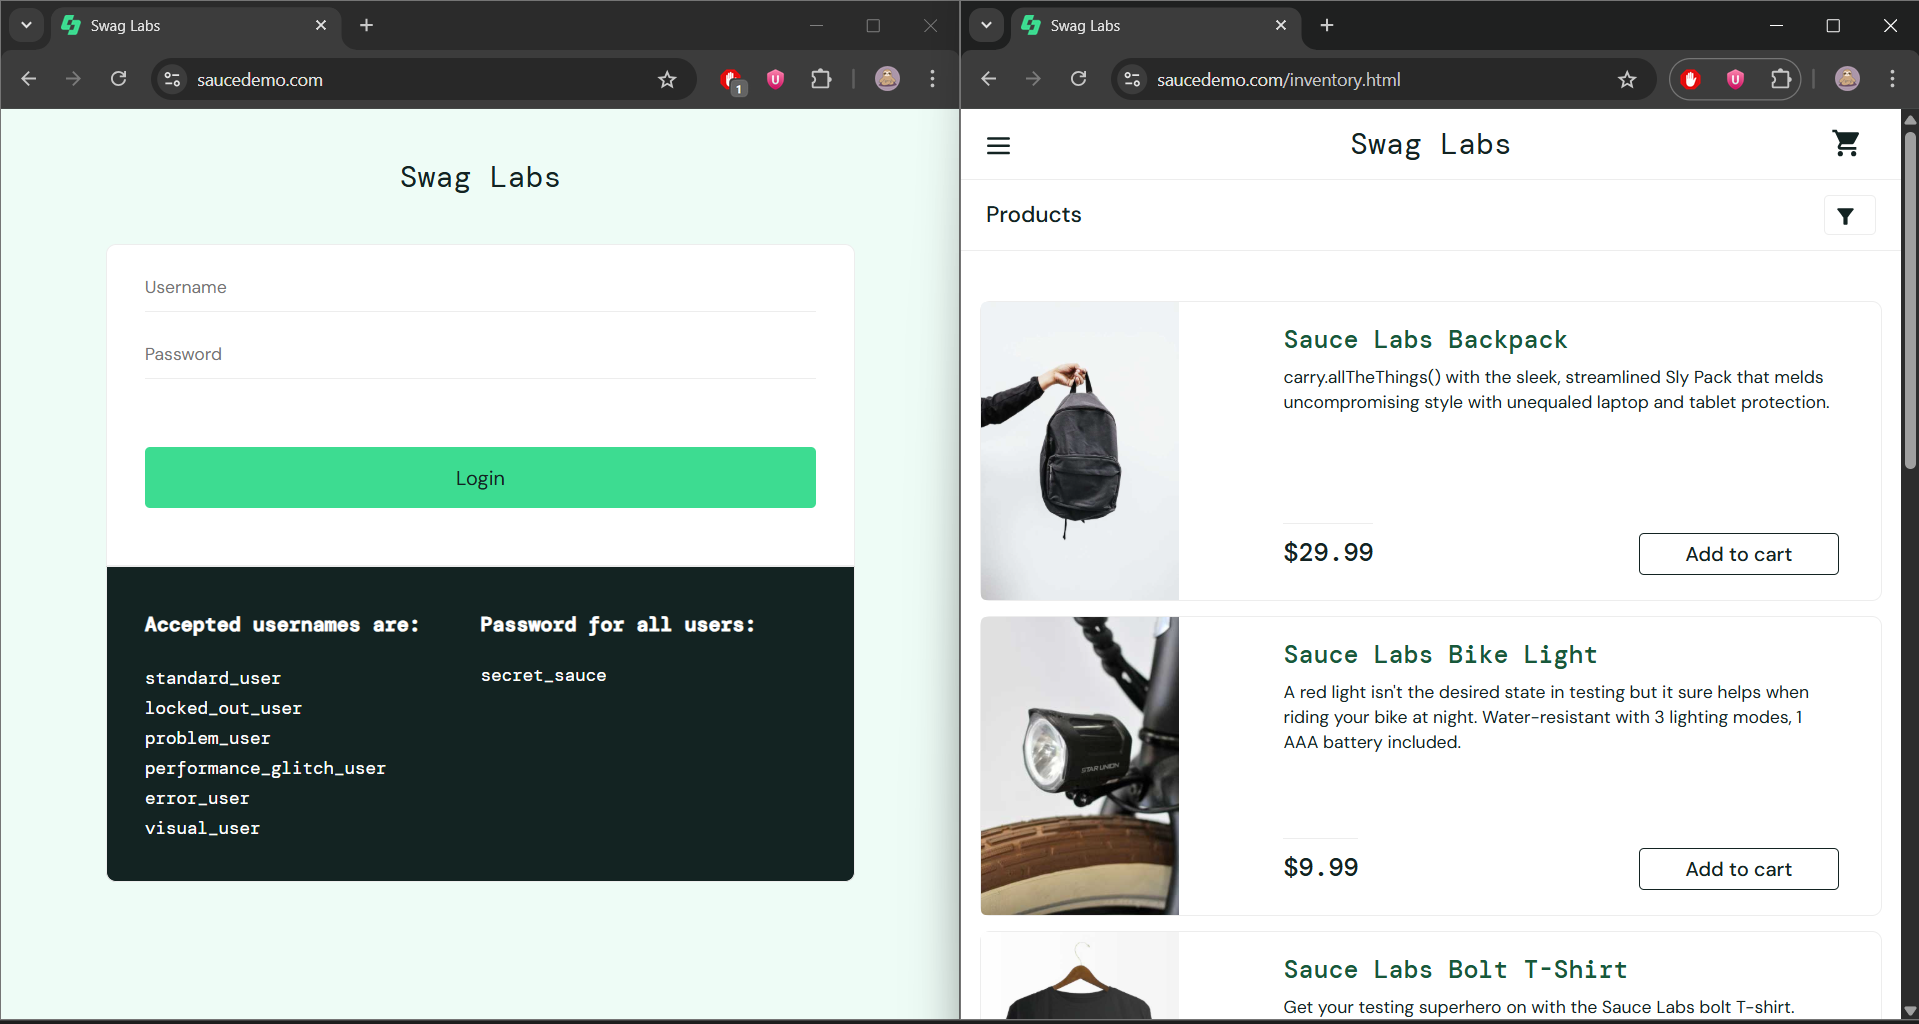 Swag Labs
saucedemo.com
1
Swag Labs
Username
Password
Login
Accepted usernames are:
standard_user
locked_out_user
problem_user
performance_glitch_user
error_user
visual_user
Password for all users:
secret_sauce
Swag Labs
saucedemo.com/inventory.html
Swag Labs
Products
Sauce Labs Backpack
carry.allTheThings() with the sleek, streamlined Sly Pack that melds
uncompromising style with unequaled laptop and tablet protection.
$29.99
Add to cart
STAR UNION
Sauce Labs Bike Light
A red light isn't the desired state in testing but it sure helps when
riding your bike at night. Water-resistant with 3 lighting modes, 1
AAA battery included.
$9.99
Add to cart
Sauce Labs Bolt T-Shirt
Get your testing superhero on with the Sauce Labs bolt T-shirt.